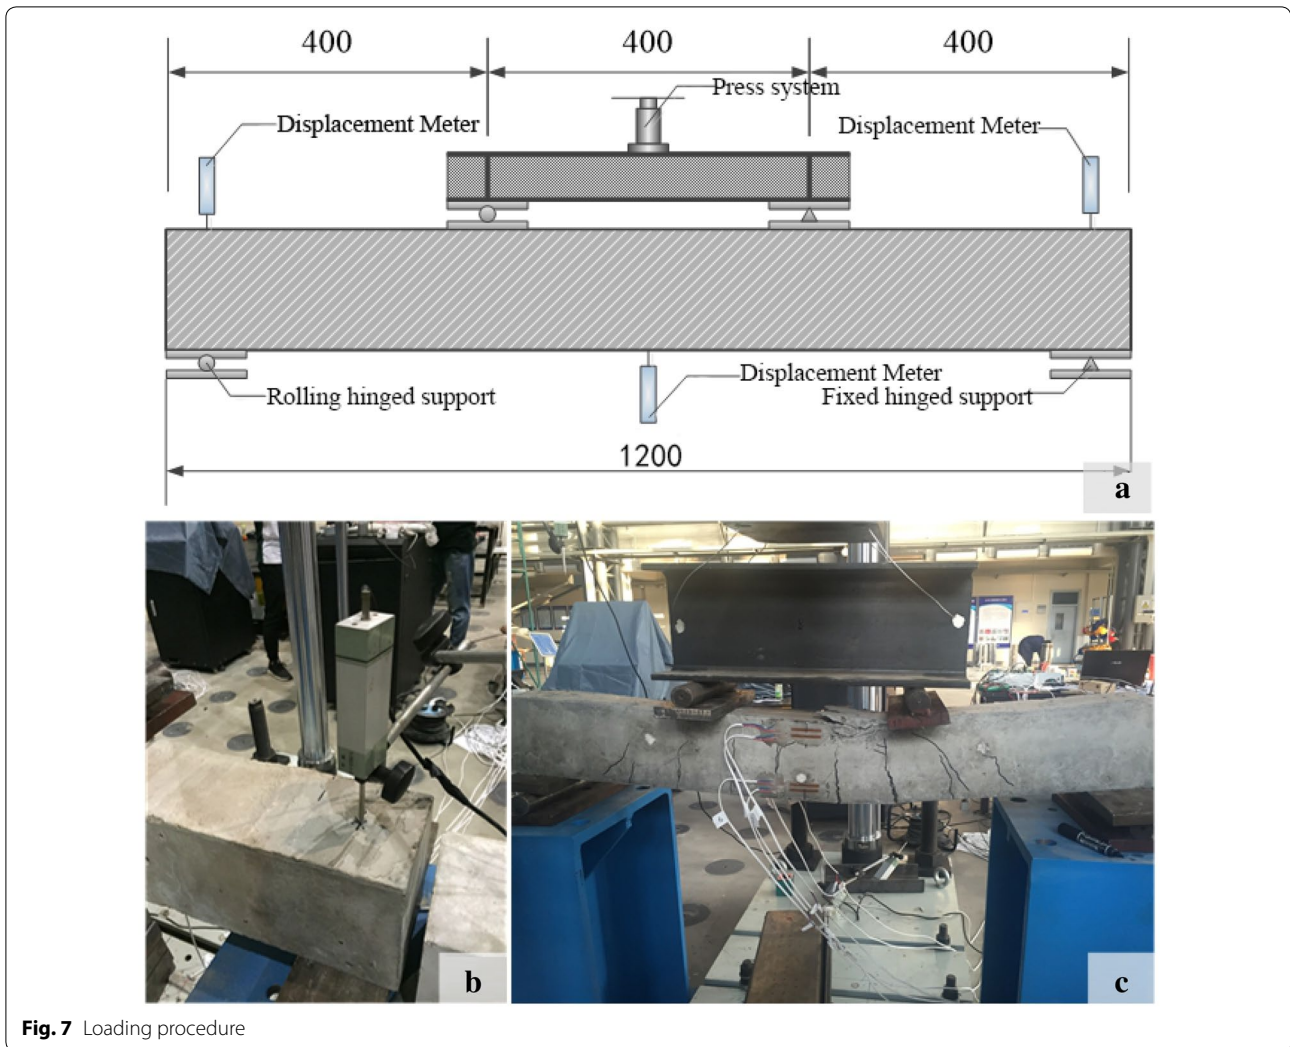 400 400 400
Press system
Displacement Meter Displacement Meter
Displacement Meter
Rolling hinged support Fixed hinged support
1200
a
b c
Fig. 7 Loading procedure